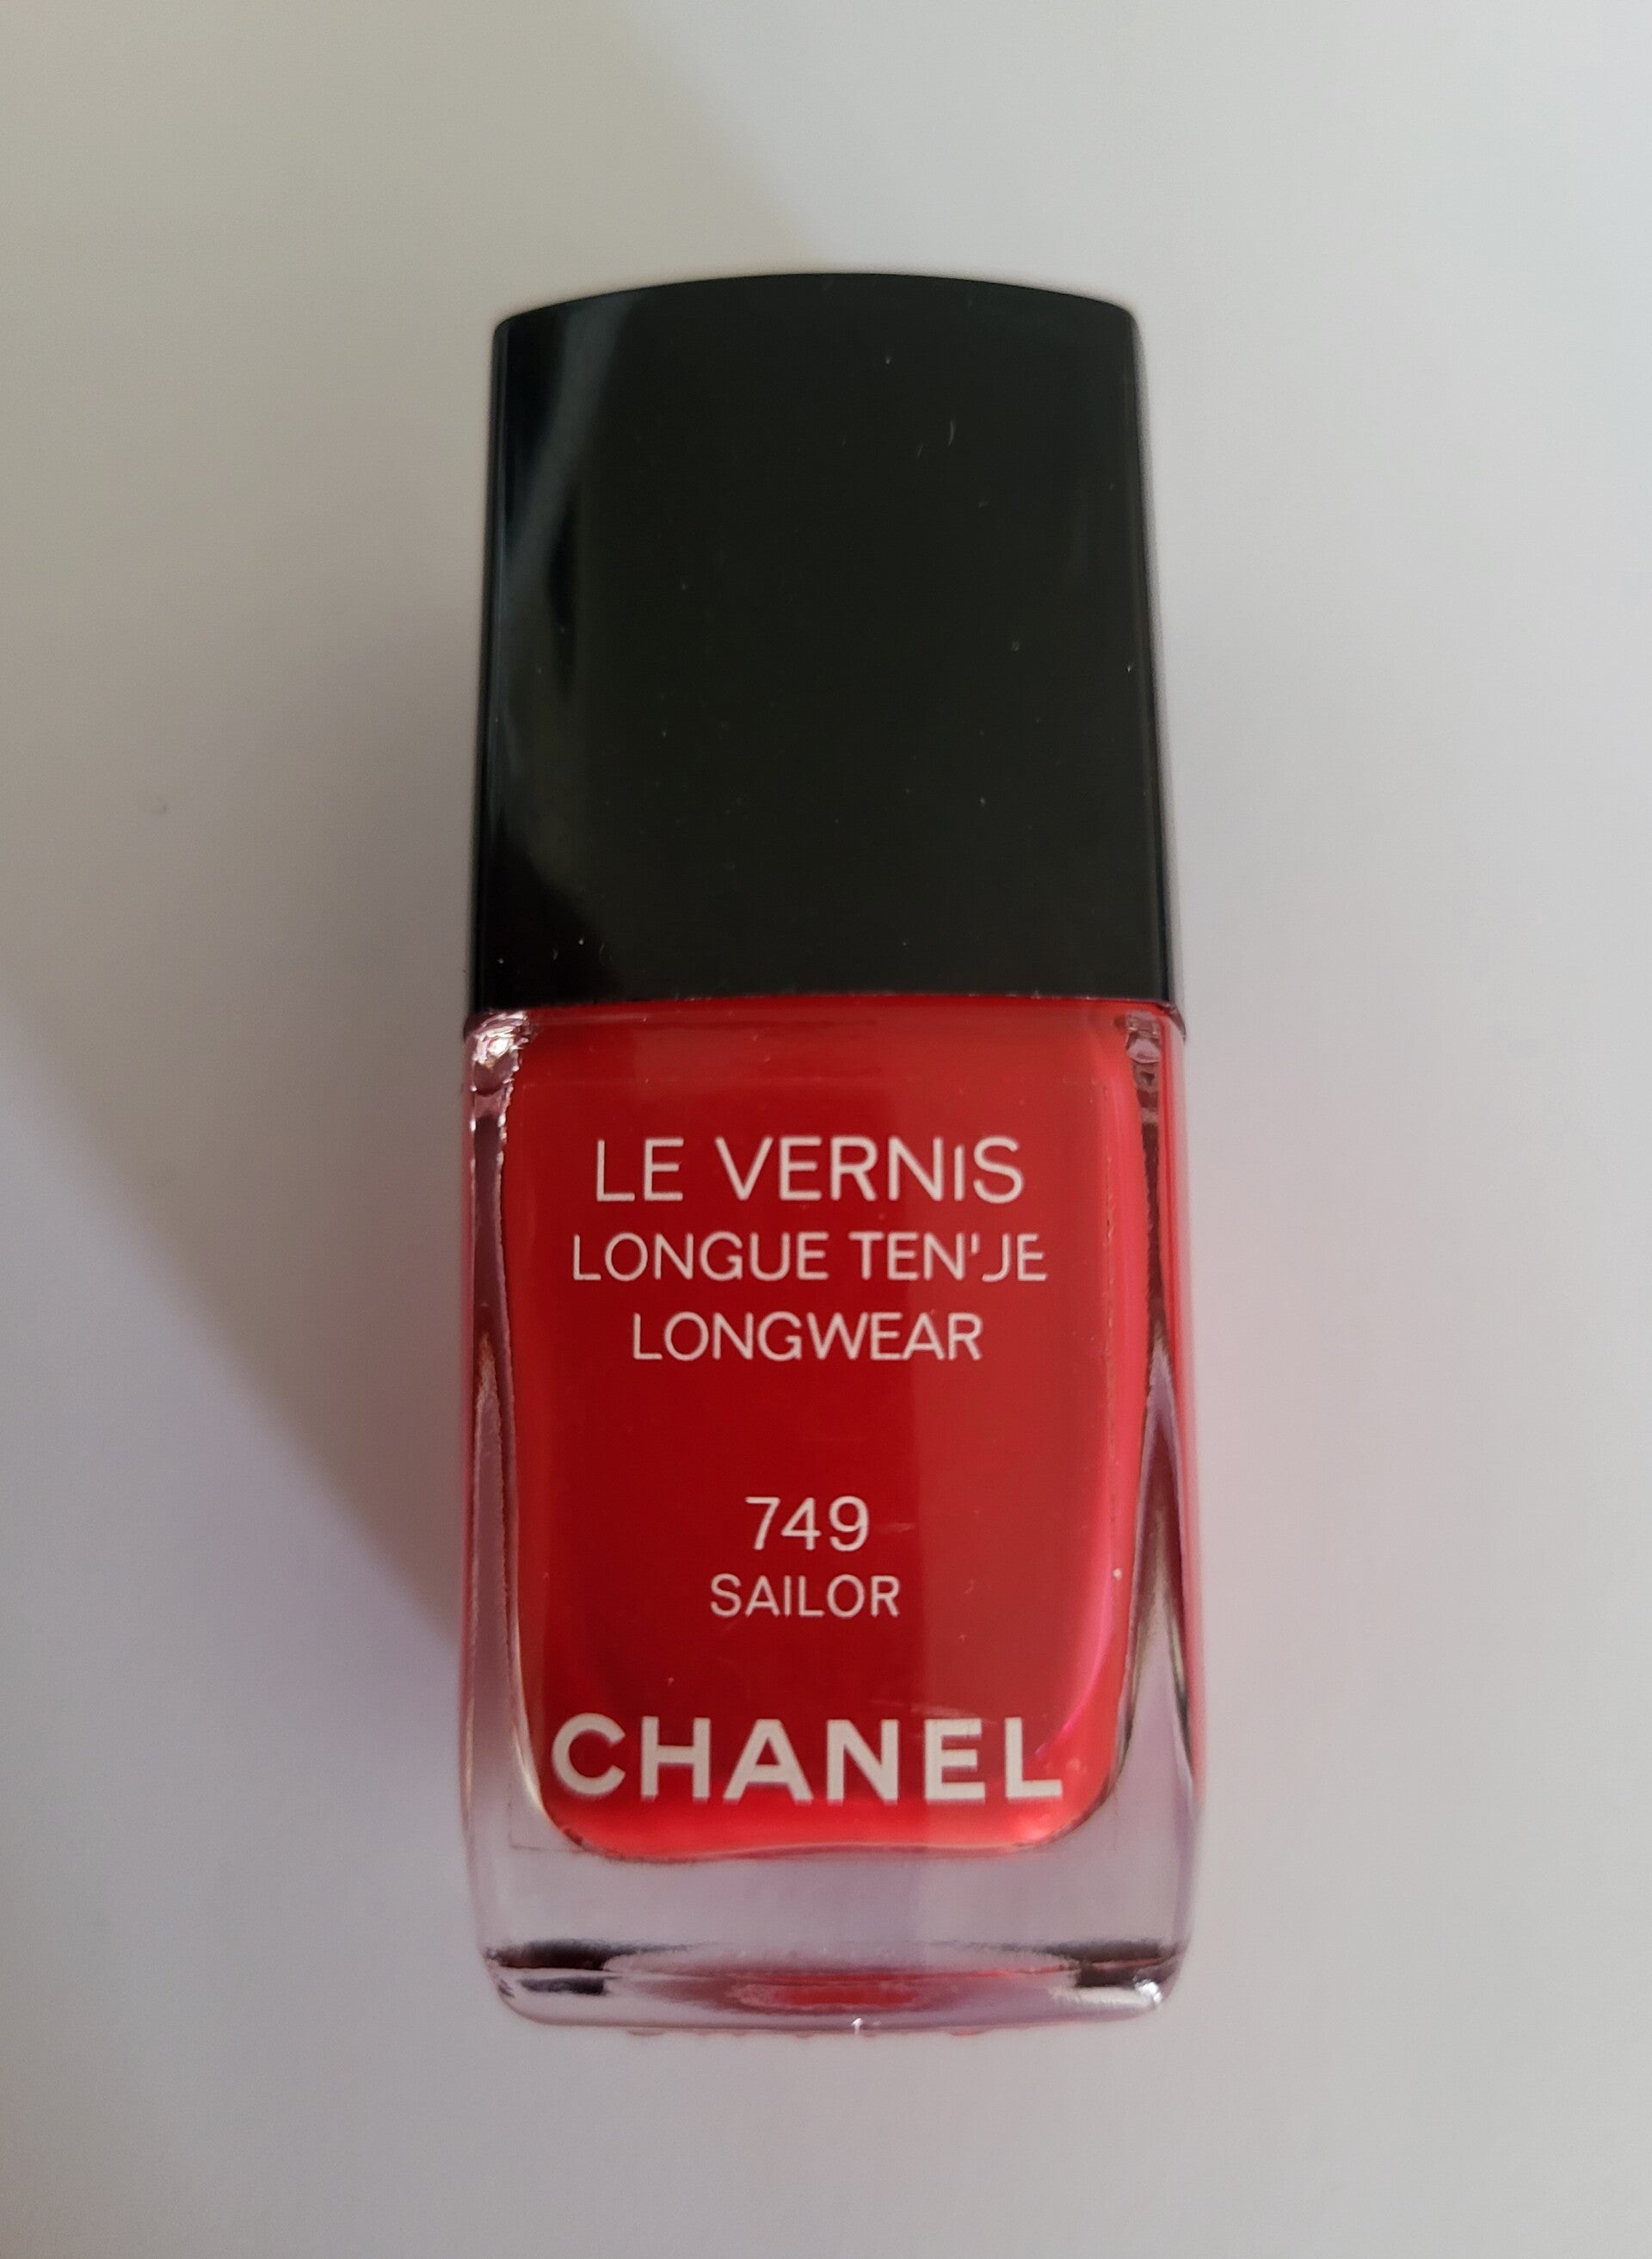 LE VERNIS
LONGUE TEN'JE
LONGWEAR
749
SAILOR
CHANEL